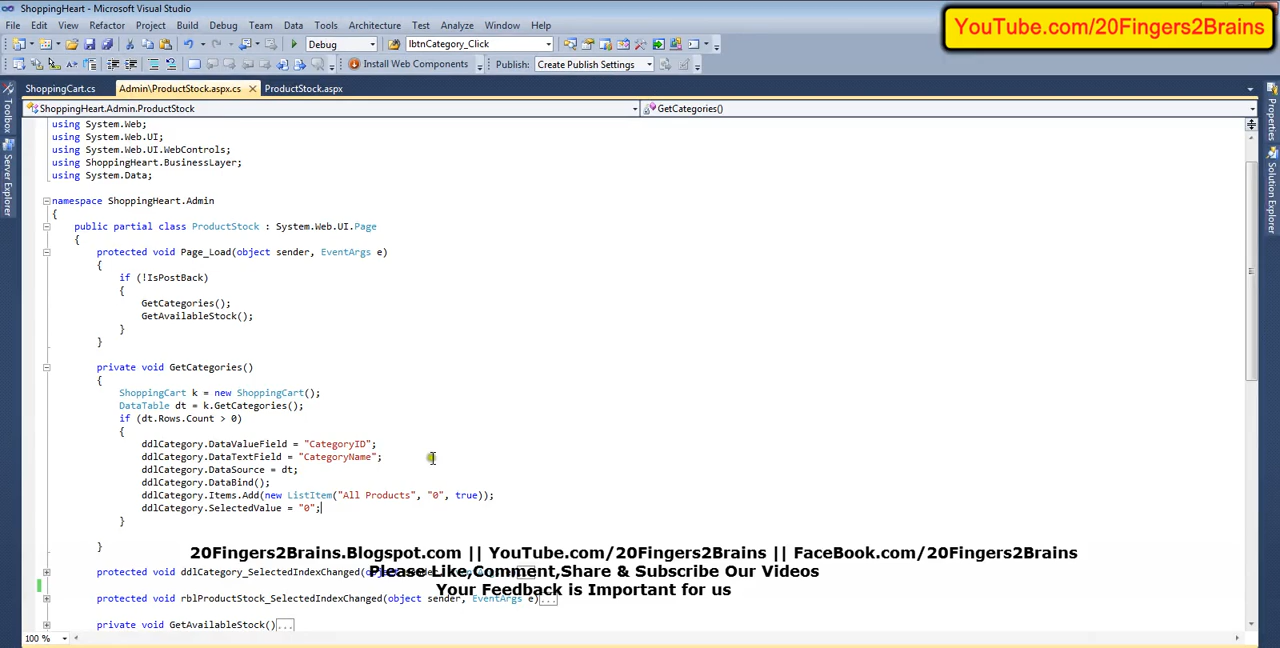 ShoppingHeart - Microsoft Visual Studio
File Edit View Refactor Project Build Debug Team Data Tools Architecture Test Analyze Window Help
YouTube.com/20Fingers2Brains
Debug lbtnCategory_Click
Install Web Components Publish: Create Publish Settings
ShoppingCart.cs Admin\ProductStock.aspx.cs ProductStock.aspx
ShoppingHeart.Admin.ProductStock GetCategories()
Toolbox
Server Explorer
Properties
Solution Explorer
using System.Web;
using System.Web.UI;
using System.Web.UI.WebControls;
using ShoppingHeart.BusinessLayer;
using System.Data;
namespace ShoppingHeart.Admin
{
public partial class ProductStock : System.Web.UI.Page
{
protected void Page_Load(object sender, EventArgs e)
{
if (!IsPostBack)
{
GetCategories();
GetAvailableStock();
}
}
private void GetCategories()
{
ShoppingCart k = new ShoppingCart();
DataTable dt = k.GetCategories();
if (dt.Rows.Count > 0)
{
ddlCategory.DataValueField = "CategoryID";
ddlCategory.DataTextField = "CategoryName";
ddlCategory.DataSource = dt;
ddlCategory.DataBind();
ddlCategory.Items.Add(new ListItem("All Products", "0", true));
ddlCategory.SelectedValue = "0";
}
}
20Fingers2Brains.Blogspot.com || YouTube.com/20Fingers2Brains || FaceBook.com/20Fingers2Brains
protected void ddlCategory_SelectedIndexChanged(
Please Like,Comment,Share & Subscribe Our Videos
Your Feedback is Important for us
protected void rblProductStock_SelectedIndexChanged(object sender, EventArgs e)...
private void GetAvailableStock()...
100 %